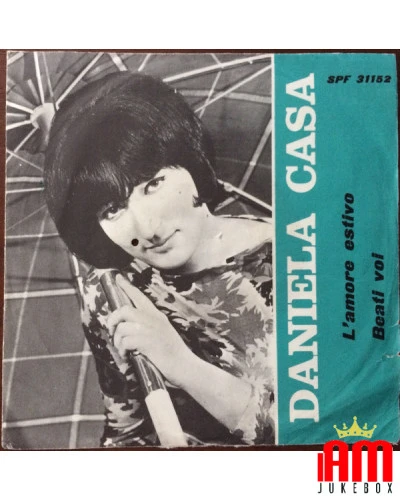 SPF 31152
DANIELA CASA
L'amore estivo
Beati voi
IAM
JUKEBOX